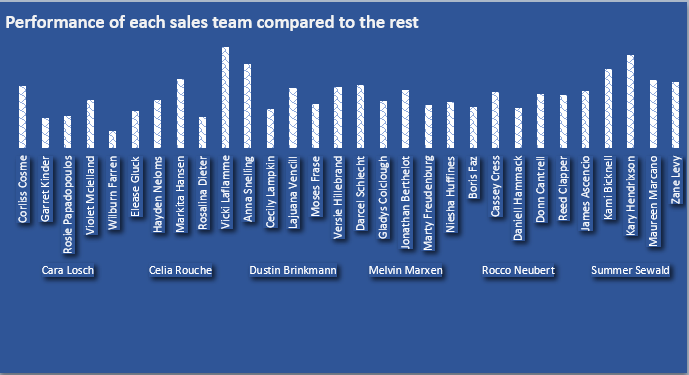 Performance of each sales team compared to the rest
Corliss Cosme
Garret Kinder
Rosie Papadopoulos
Violet Mclelland
Wilburn Farren
Elease Gluck
Hayden Neloms
Markita Hansen
Rosalina Dieter
Vicki Laflamme
Anna Snelling
Cecily Lampkin
Lajuana Vencill
Moses Frase
Versie Hillebrand
Darcel Schlecht
Gladys Colclough
Jonathan Berthelot
Marty Freudenburg
Niesha Huffines
Boris Faz
Cassey Cress
Daniell Hammack
Donn Cantrell
Reed Clapper
James Ascencio
Kami Bicknell
Kary Hendrixson
Maureen Marcano
Zane Levy
Cara Losch
Celia Rouche
Dustin Brinkmann
Melvin Marxen
Rocco Neubert
Summer Sewald